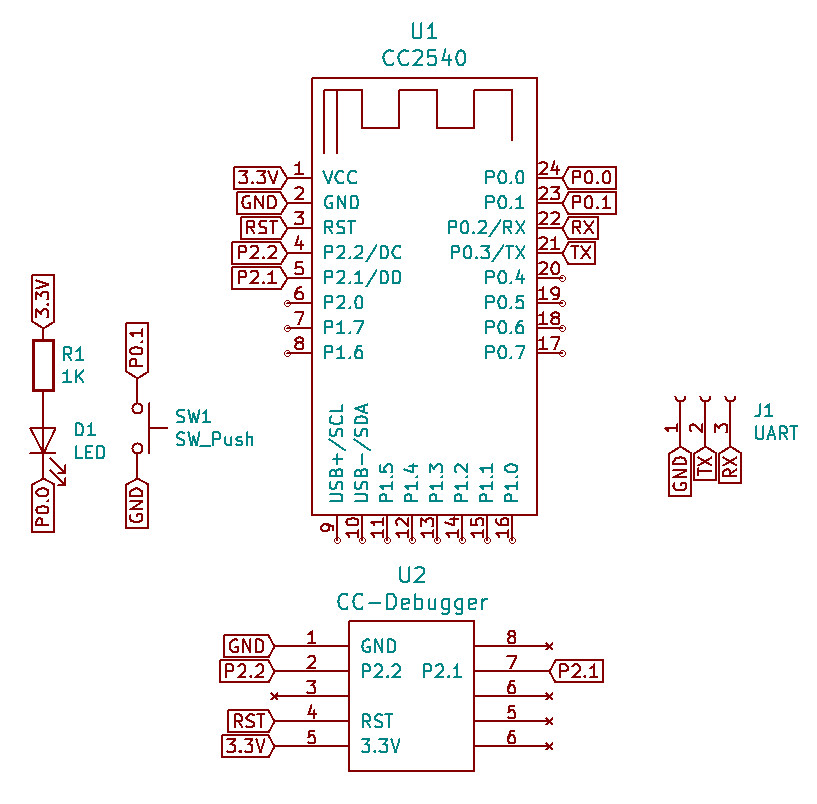 U1
CC2540
3.3V 1 VCC P0.0 24 P0.0
GND 2 GND P0.1 23 P0.1
RST 3 RST P0.2/RX 22 RX
P2.2 4 P2.2/DC P0.3/TX 21 TX
P2.1 5 P2.1/DD P0.4 20
6 P2.0 P0.5 19
7 P1.7 P0.6 18
8 P1.6 P0.7 17
USB+/SCL USB-/SDA P1.5 P1.4 P1.3 P1.2 P1.1 P1.0
9 10 11 12 13 14 15 16
3.3V
R1
1K
D1
LED
P0.0
P0.1
SW1
SW_Push
GND
J1
UART
1 2 3
GND TX RX
U2
CC-Debugger
GND 1 GND 8
P2.2 2 P2.2 P2.1 7 P2.1
3 6
RST 4 RST 5
3.3V 5 3.3V 6